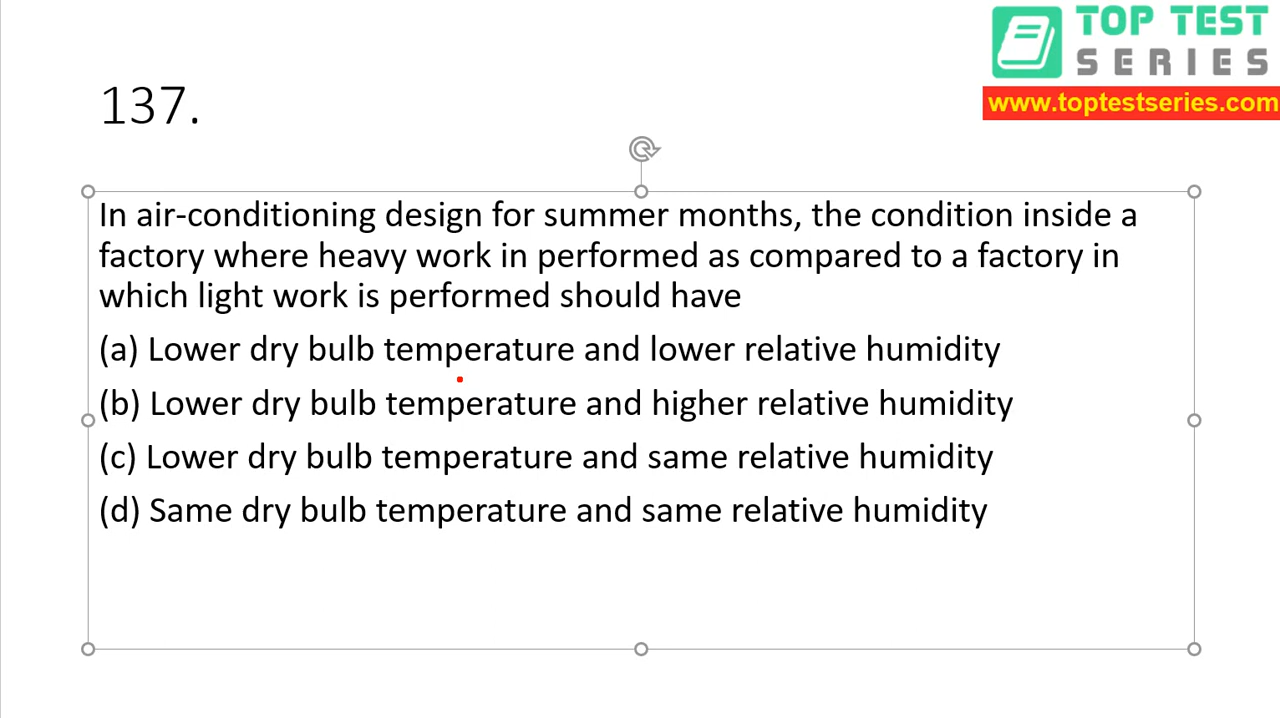 TOP TEST
SERIES
www.toptestseries.com
137.
In air-conditioning design for summer months, the condition inside a
factory where heavy work in performed as compared to a factory in
which light work is performed should have
(a) Lower dry bulb temperature and lower relative humidity
(b) Lower dry bulb temperature and higher relative humidity
(c) Lower dry bulb temperature and same relative humidity
(d) Same dry bulb temperature and same relative humidity